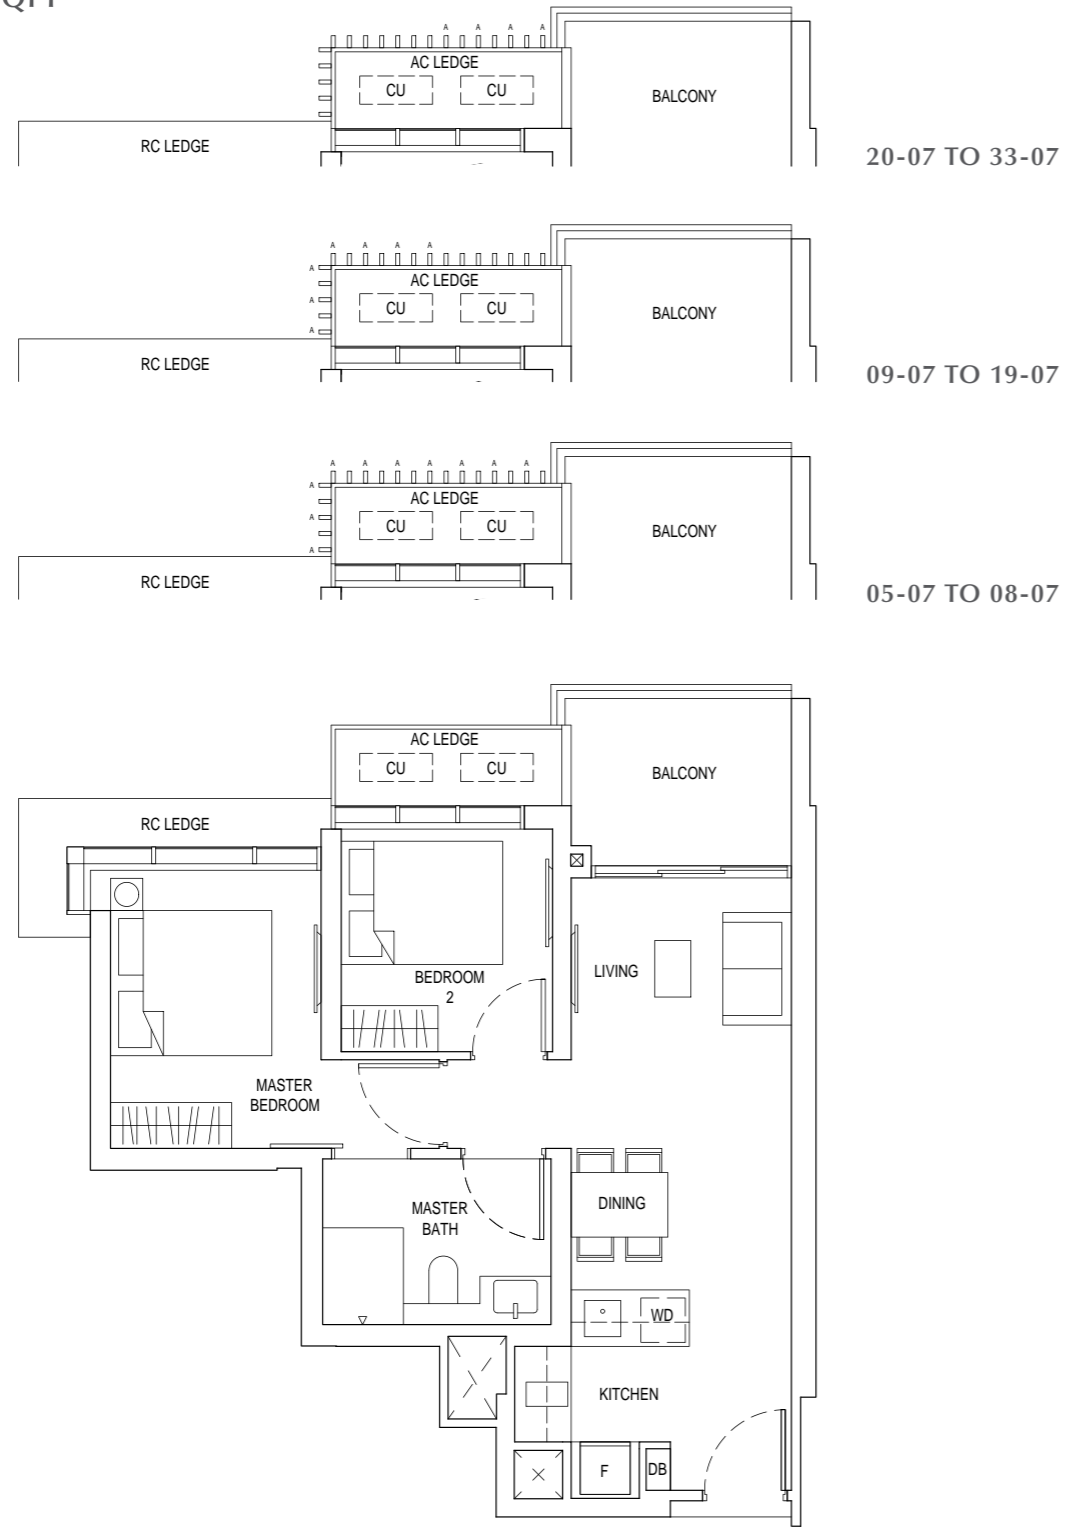 A A A A
AC LEDGE
CU CU
BALCONY
RC LEDGE
20-07 TO 33-07
A A A A
A
AC LEDGE
A
CU CU
BALCONY
A
RC LEDGE
09-07 TO 19-07
A A A A A A A
A
AC LEDGE
A
CU CU
BALCONY
A
RC LEDGE
05-07 TO 08-07
AC LEDGE
CU CU
BALCONY
RC LEDGE
LIVING
BEDROOM
2
MASTER
BEDROOM
MASTER
BATH
DINING
WD
KITCHEN
F
DB